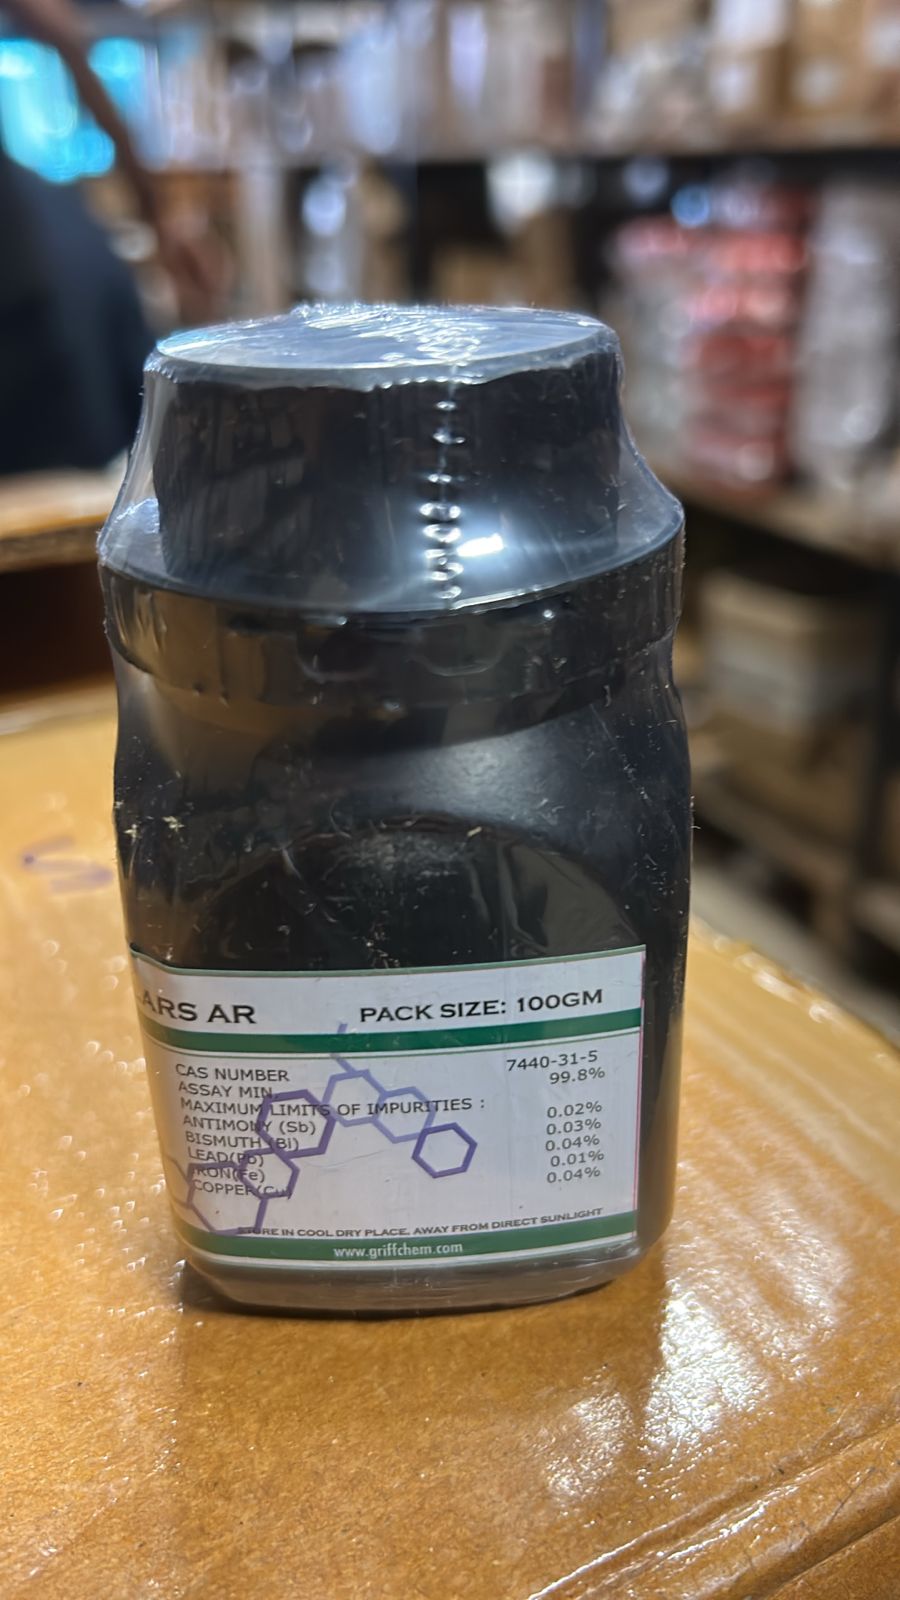 ARS AR PACK SIZE: 100GM
CAS NUMBER 7440-31-5
ASSAY MIN. 99.8%
MAXIMUM LIMITS OF IMPURITIES :
ANTIMONY (Sb) 0.02%
BISMUTH (Bi) 0.03%
LEAD(Pb) 0.04%
IRON(Fe) 0.01%
COPPER(Cu) 0.04%
STORE IN COOL DRY PLACE. AWAY FROM DIRECT SUNLIGHT
www.griffchem.com